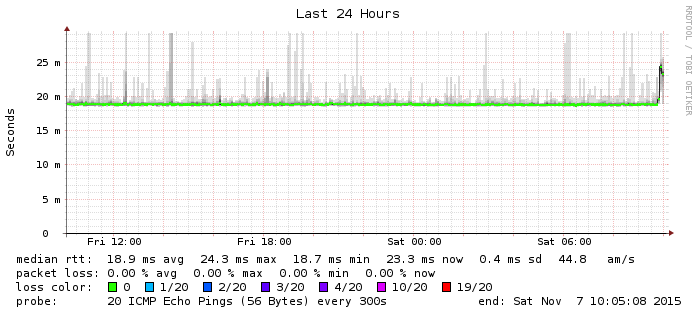 Last 24 Hours
RRDTOOL / TOBI OETIKER
Seconds
25 m
20 m
15 m
10 m
5 m
0
Fri 12:00 Fri 18:00 Sat 00:00 Sat 06:00
median rtt: 18.9 ms avg 24.3 ms max 18.7 ms min 23.3 ms now 0.4 ms sd 44.8 am/s
packet loss: 0.00 % avg 0.00 % max 0.00 % min 0.00 % now
loss color: 0 1/20 2/20 3/20 4/20 10/20 19/20
probe: 20 ICMP Echo Pings (56 Bytes) every 300s end: Sat Nov 7 10:05:08 2015